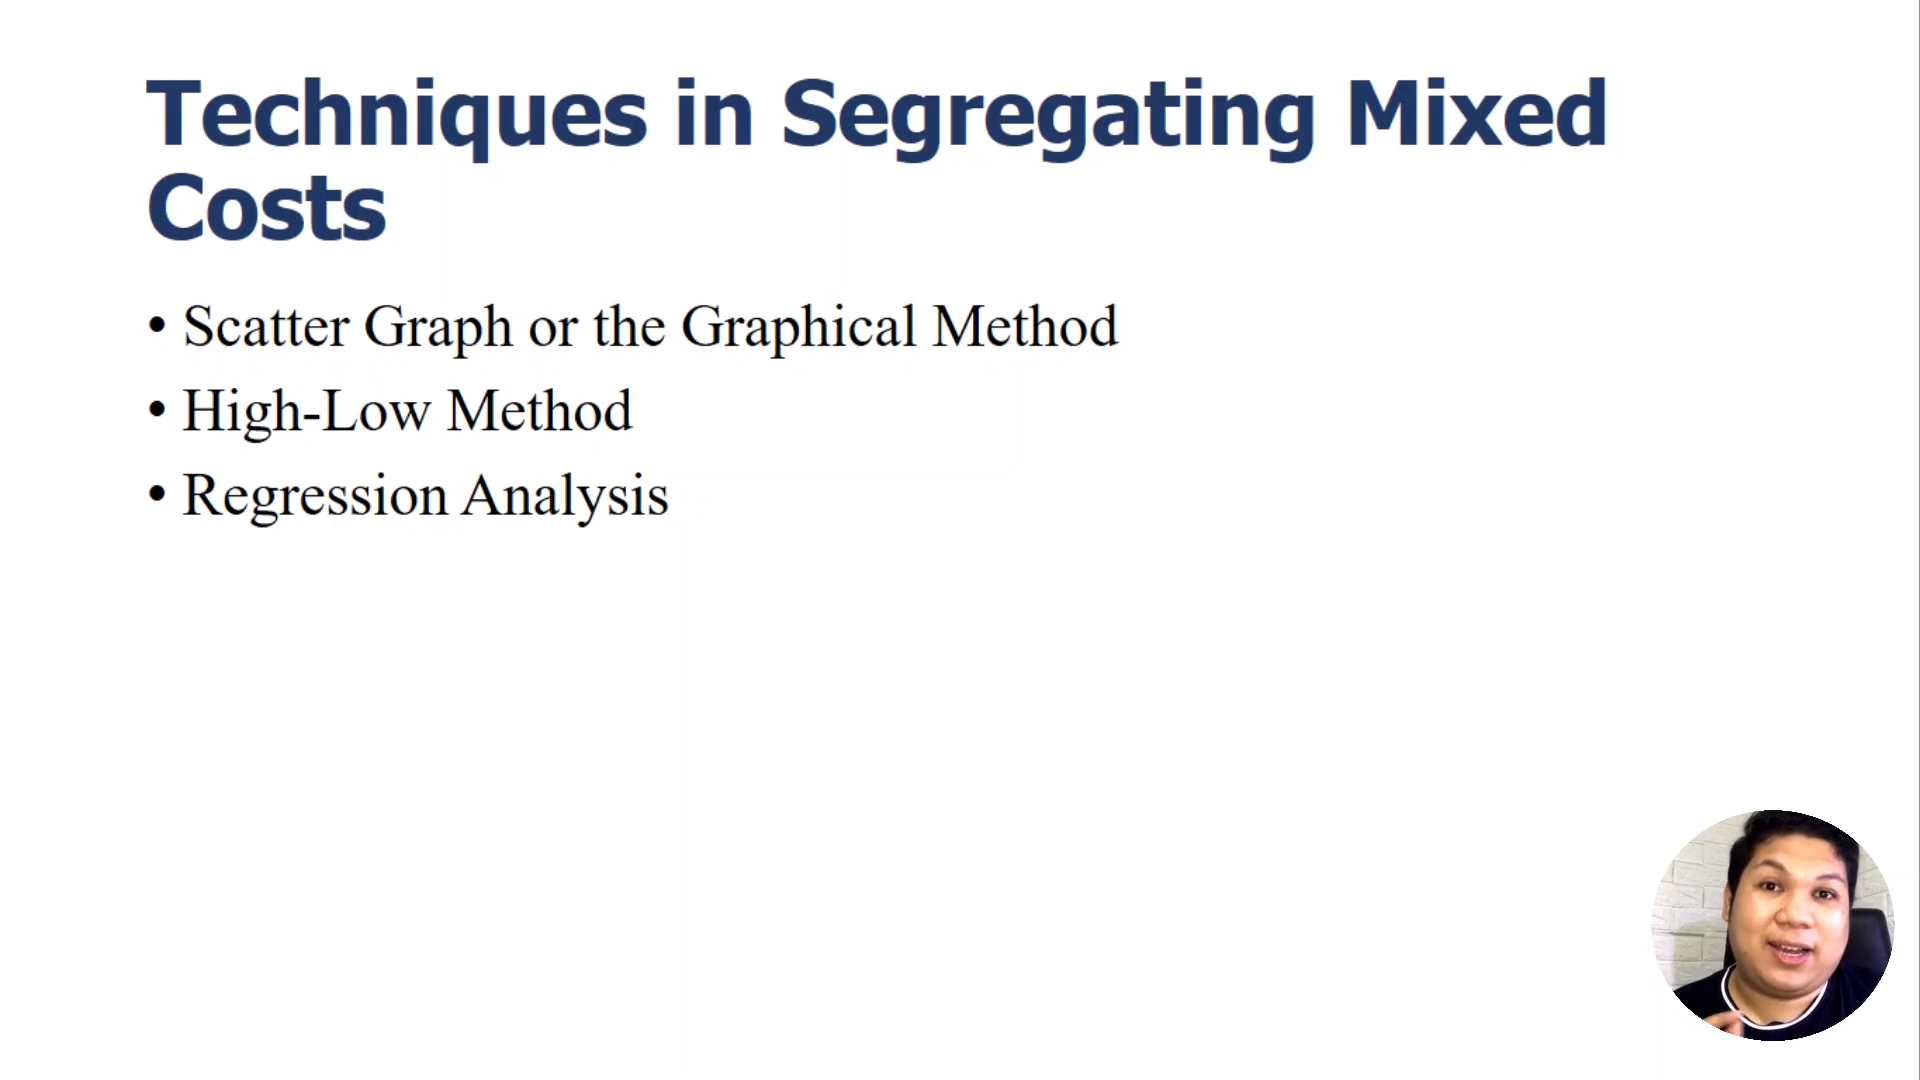 Techniques in Segregating Mixed
Costs
• Scatter Graph or the Graphical Method
• High-Low Method
• Regression Analysis